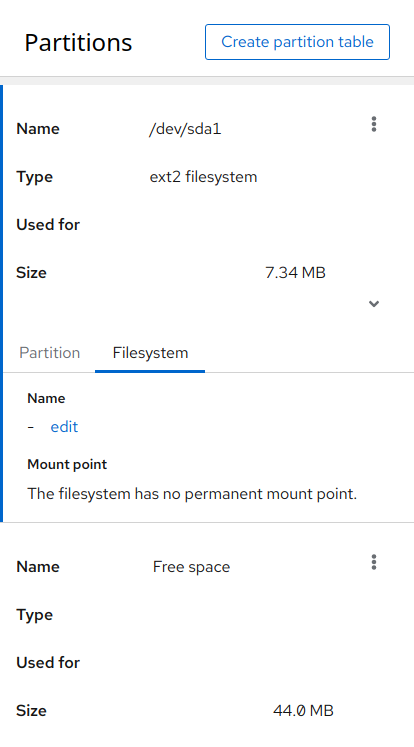 Partitions Create partition table
Name /dev/sda1
Type ext2 filesystem
Used for
Size 7.34 MB
Partition Filesystem
Name
- edit
Mount point
The filesystem has no permanent mount point.
Name Free space
Type
Used for
Size 44.0 MB